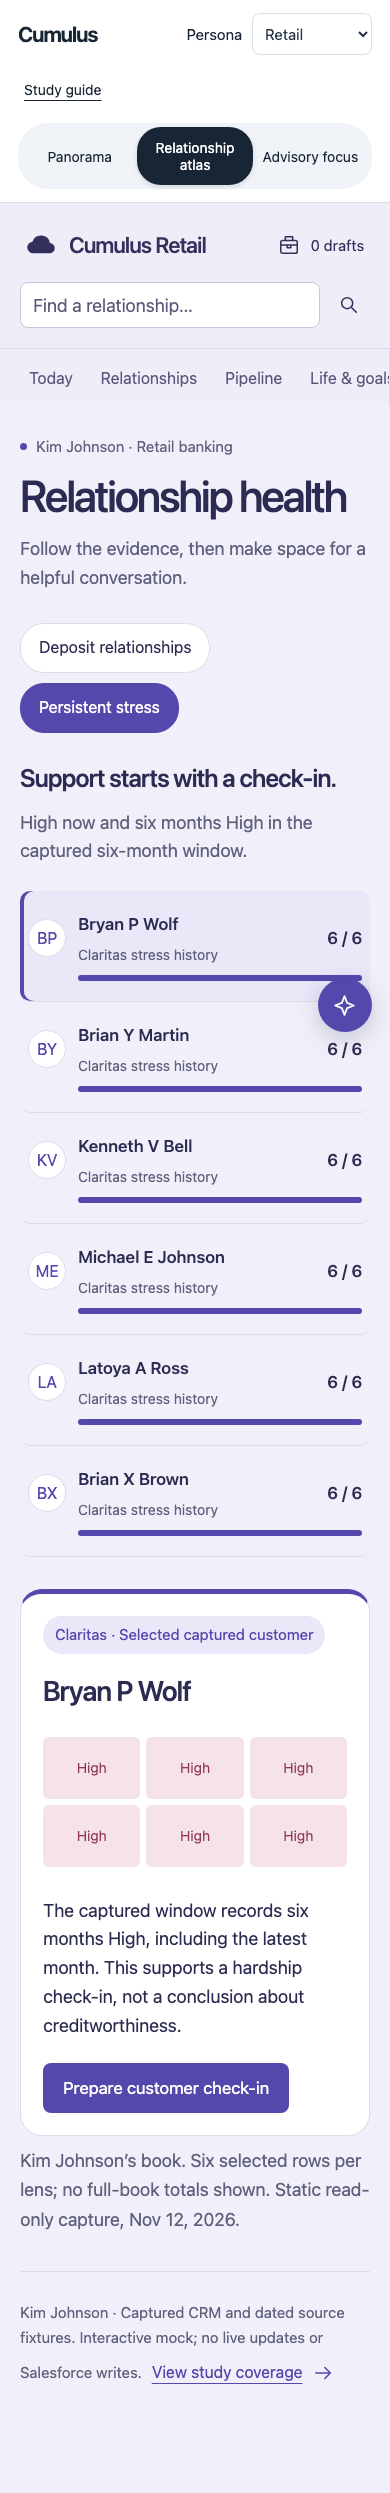 Cumulus
Persona
Retail
Study guide
Panorama
Relationship
atlas
Advisory focus
Cumulus Retail
0 drafts
Find a relationship...
Today
Relationships
Pipeline
Life & goals
Kim Johnson · Retail banking
Relationship health
Follow the evidence, then make space for a
helpful conversation.
Deposit relationships
Persistent stress
Support starts with a check-in.
High now and six months High in the
captured six-month window.
BP
Bryan P Wolf
6 / 6
Claritas stress history
BY
Brian Y Martin
6 / 6
Claritas stress history
KV
Kenneth V Bell
6 / 6
Claritas stress history
ME
Michael E Johnson
6 / 6
Claritas stress history
LA
Latoya A Ross
6 / 6
Claritas stress history
BX
Brian X Brown
6 / 6
Claritas stress history
Claritas · Selected captured customer
Bryan P Wolf
High High High
High High High
The captured window records six
months High, including the latest
month. This supports a hardship
check-in, not a conclusion about
creditworthiness.
Prepare customer check-in
Kim Johnson's book. Six selected rows per
lens; no full-book totals shown. Static read-
only capture, Nov 12, 2026.
Kim Johnson · Captured CRM and dated source
fixtures. Interactive mock; no live updates or
Salesforce writes. View study coverage →